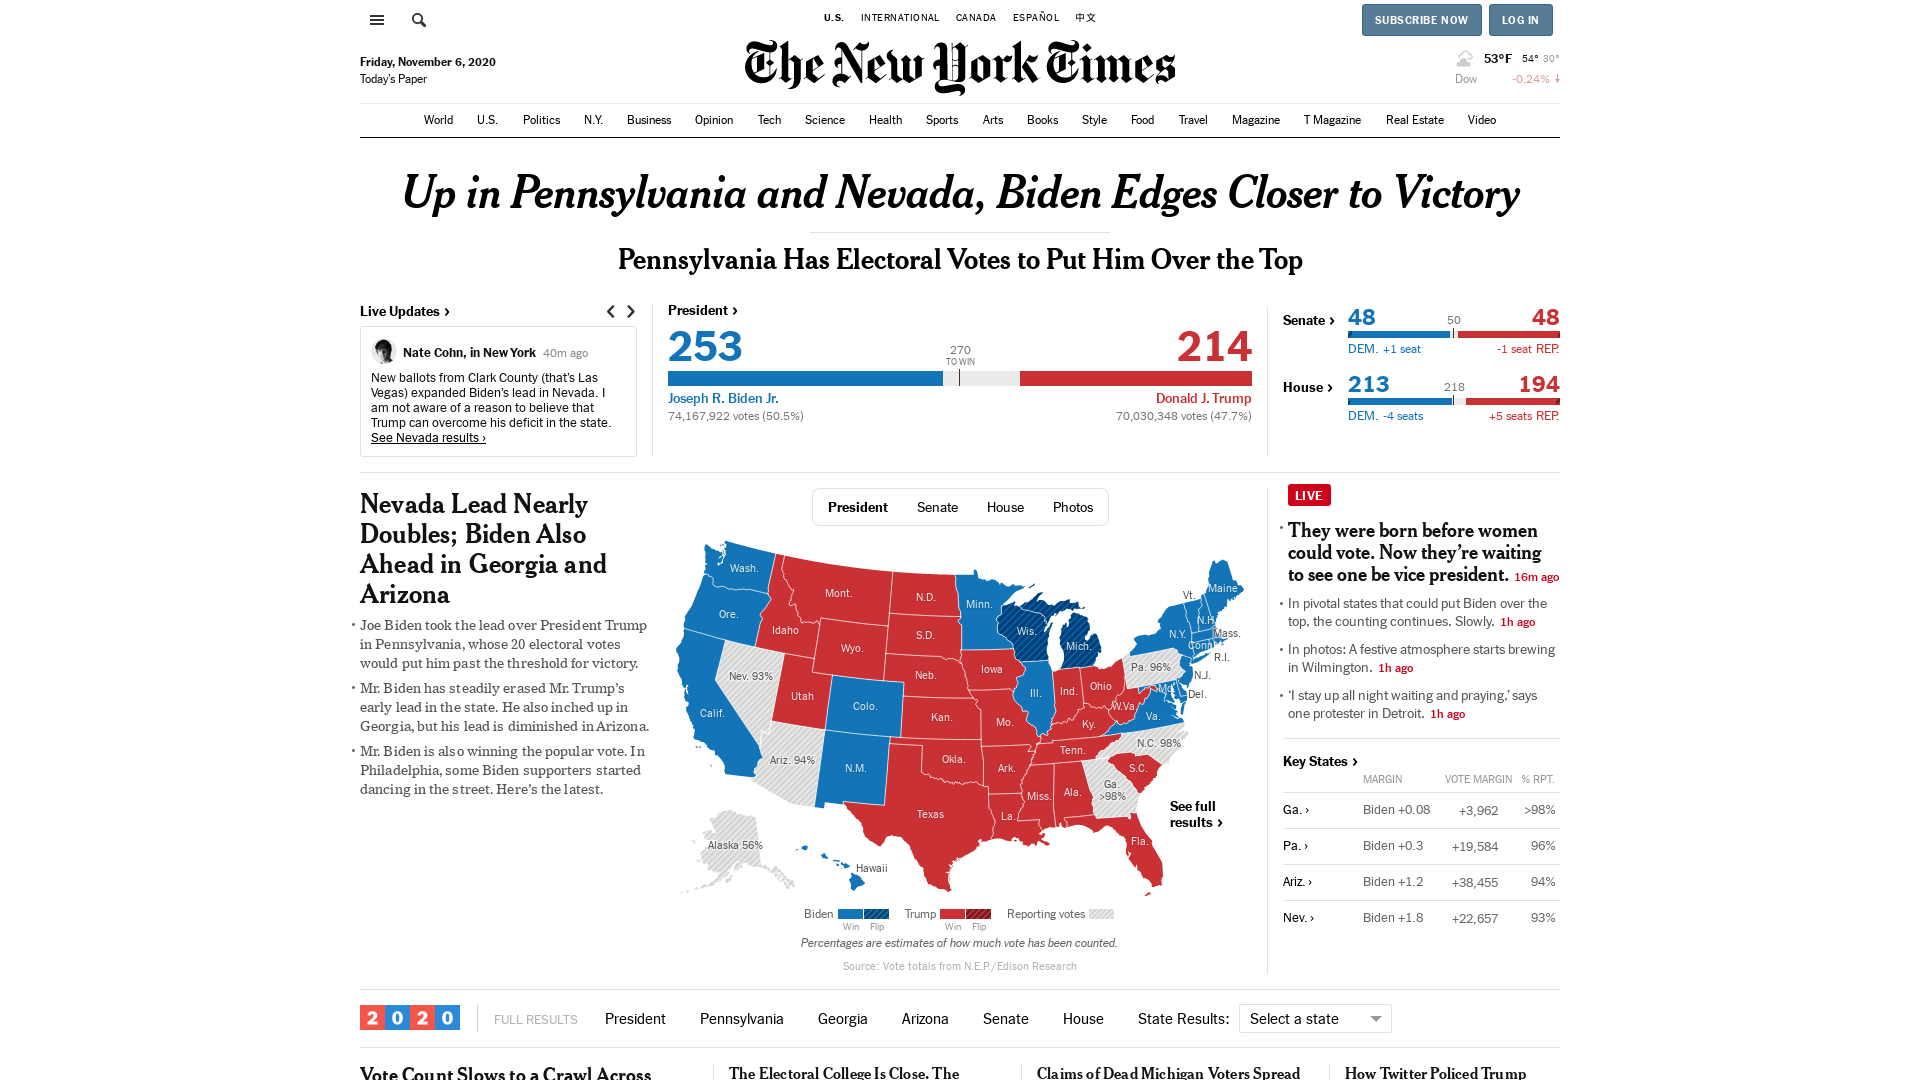 U.S. INTERNATIONAL CANADA ESPAÑOL 中文
SUBSCRIBE NOW LOG IN
Friday, November 6, 2020
Today's Paper
The New York Times
53°F 54° 30°
Dow -0.24% ↓
World U.S. Politics N.Y. Business Opinion Tech Science Health Sports Arts Books Style Food Travel Magazine T Magazine Real Estate Video
Up in Pennsylvania and Nevada, Biden Edges Closer to Victory
Pennsylvania Has Electoral Votes to Put Him Over the Top
Live Updates ›
Nate Cohn, in New York 40m ago
New ballots from Clark County (that's Las
Vegas) expanded Biden's lead in Nevada. I
am not aware of a reason to believe that
Trump can overcome his deficit in the state.
See Nevada results ›
President ›
253 214
270
TO WIN
Joseph R. Biden Jr. Donald J. Trump
74,167,922 votes (50.5%) 70,030,348 votes (47.7%)
Senate › 48 50 48
DEM. +1 seat -1 seat REP.
House › 213 218 194
DEM. -4 seats +5 seats REP.
Nevada Lead Nearly
Doubles; Biden Also
Ahead in Georgia and
Arizona
• Joe Biden took the lead over President Trump
in Pennsylvania, whose 20 electoral votes
would put him past the threshold for victory.
• Mr. Biden has steadily erased Mr. Trump's
early lead in the state. He also inched up in
Georgia, but his lead is diminished in Arizona.
• Mr. Biden is also winning the popular vote. In
Philadelphia, some Biden supporters started
dancing in the street. Here's the latest.
President Senate House Photos
Wash.
Ore.
Idaho
Mont.
N.D.
Minn.
S.D.
Wyo.
Wis.
Mich.
Vt.
Maine
N.H.
N.Y.
Mass.
Conn.
R.I.
Nev. 93%
Utah
Neb.
Iowa
Ill.
Ind.
Ohio
Pa. 96%
N.J.
Md.
Del.
Calif.
Colo.
Kan.
Mo.
Ky.
W.Va.
Va.
Ariz. 94%
N.M.
Okla.
Ark.
Tenn.
N.C. 98%
S.C.
Texas
La.
Miss.
Ala.
Ga.
>98%
Fla.
Alaska 56%
Hawaii
See full
results ›
Biden Trump Reporting votes
Win Flip Win Flip
Percentages are estimates of how much vote has been counted.
Source: Vote totals from N.E.P./Edison Research
LIVE
• They were born before women
could vote. Now they're waiting
to see one be vice president. 16m ago
• In pivotal states that could put Biden over the
top, the counting continues. Slowly. 1h ago
• In photos: A festive atmosphere starts brewing
in Wilmington. 1h ago
• 'I stay up all night waiting and praying,' says
one protester in Detroit. 1h ago
Key States ›
MARGIN VOTE MARGIN % RPT.
Ga. › Biden +0.08 +3,962 >98%
Pa. › Biden +0.3 +19,584 96%
Ariz. › Biden +1.2 +38,455 94%
Nev. › Biden +1.8 +22,657 93%
2020 FULL RESULTS President Pennsylvania Georgia Arizona Senate House State Results: Select a state
Vote Count Slows to a Crawl Across
The Electoral College Is Close. The
Claims of Dead Michigan Voters Spread
How Twitter Policed Trump